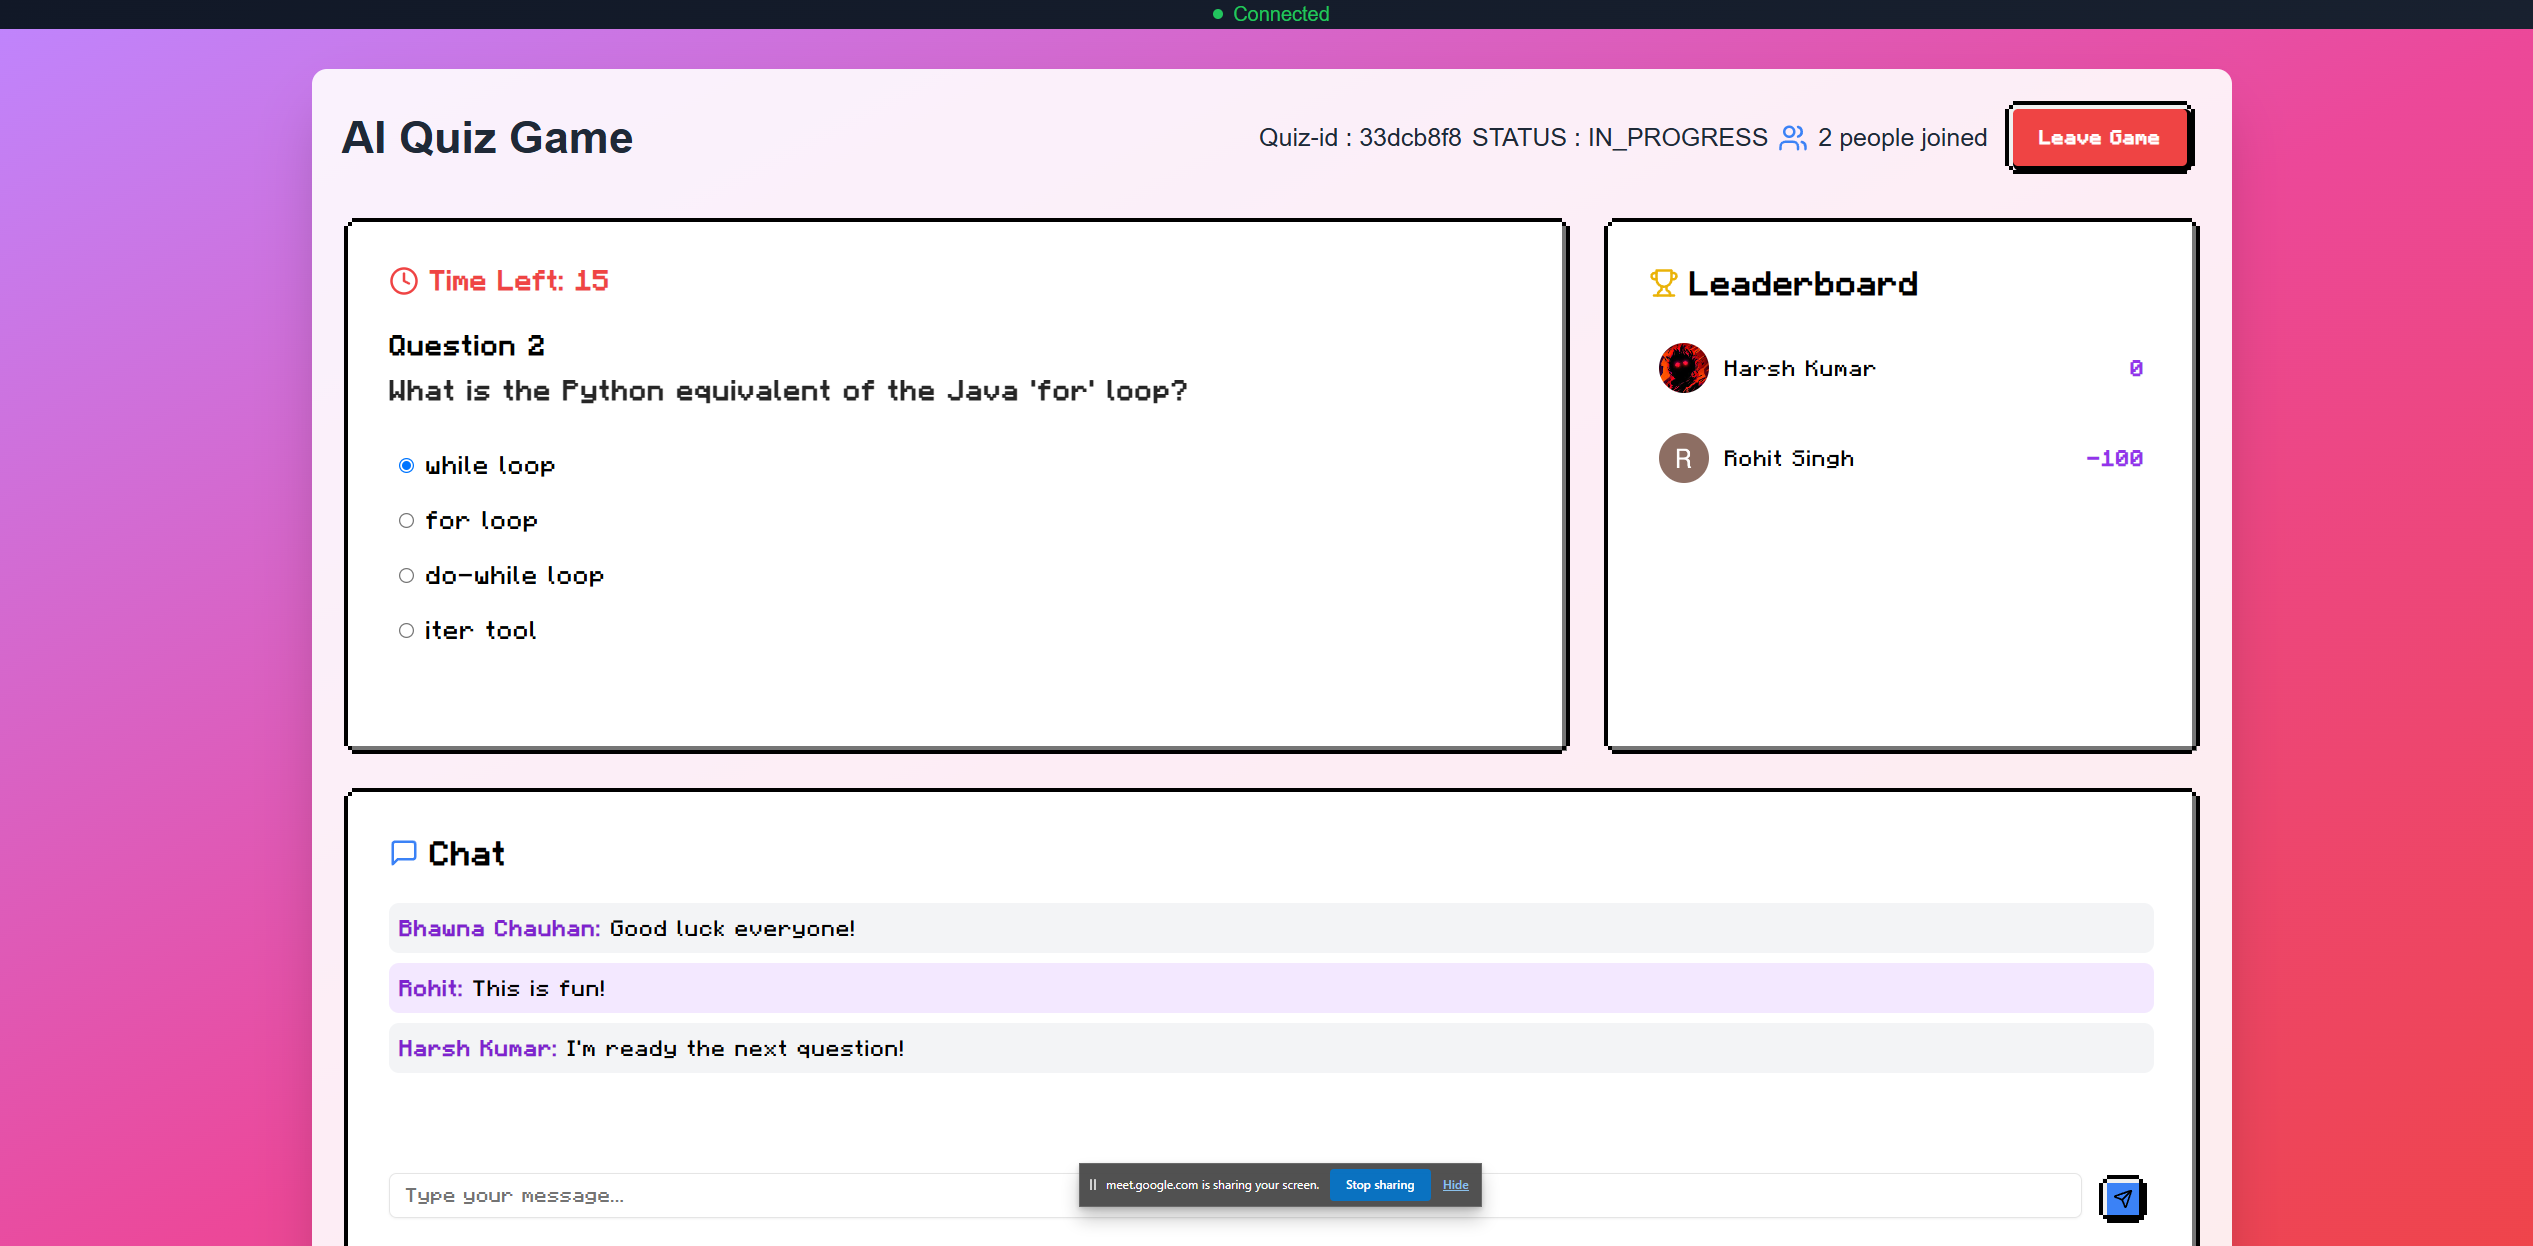 Connected
AI Quiz Game
Quiz-id : 33dcb8f8 STATUS : IN_PROGRESS 2 people joined
Leave Game
Time Left: 15
Question 2
What is the Python equivalent of the Java 'for' loop?
while loop
for loop
do-while loop
iter tool
Leaderboard
Harsh Kumar 0
R Rohit Singh -100
Chat
Bhawna Chauhan: Good luck everyone!
Rohit: This is fun!
Harsh Kumar: I'm ready the next question!
Type your message...
meet.google.com is sharing your screen. Stop sharing Hide